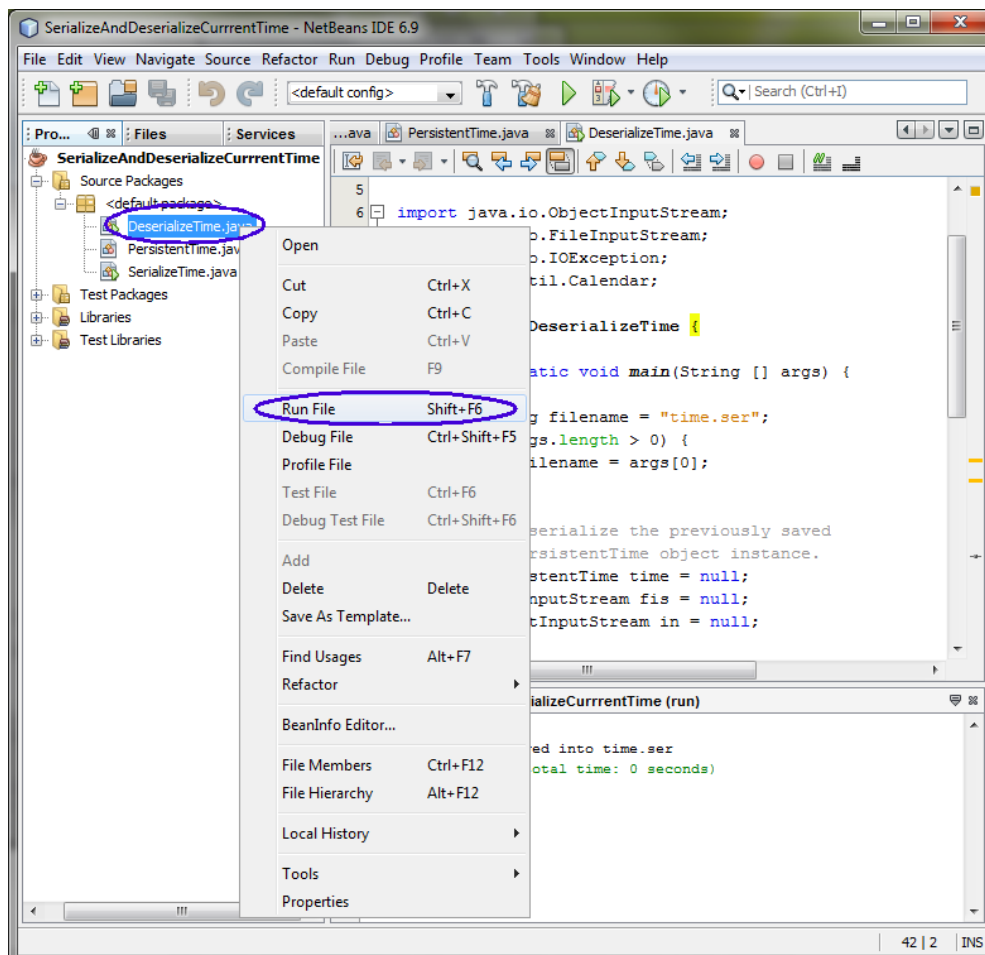 SerializeAndDeserializeCurrrentTime - NetBeans IDE 6.9
File Edit View Navigate Source Refactor Run Debug Profile Team Tools Window Help
<default config>
Search (Ctrl+I)
Pro... Files Services
...ava PersistentTime.java DeserializeTime.java
SerializeAndDeserializeCurrrentTime
Source Packages
<default package>
DeserializeTime.java
PersistentTime.jav
SerializeTime.java
Test Packages
Libraries
Test Libraries
5
6 import java.io.ObjectInputStream;
o.FileInputStream;
o.IOException;
til.Calendar;
DeserializeTime {
atic void main(String [] args) {
g filename = "time.ser";
gs.length > 0) {
ilename = args[0];
serialize the previously saved
rsistentTime object instance.
stentTime time = null;
nputStream fis = null;
tInputStream in = null;
Open
Cut Ctrl+X
Copy Ctrl+C
Paste Ctrl+V
Compile File F9
Run File Shift+F6
Debug File Ctrl+Shift+F5
Profile File
Test File Ctrl+F6
Debug Test File Ctrl+Shift+F6
Add
Delete Delete
Save As Template...
Find Usages Alt+F7
Refactor
BeanInfo Editor...
File Members Ctrl+F12
File Hierarchy Alt+F12
Local History
Tools
Properties
ializeCurrrentTime (run)
ed into time.ser
otal time: 0 seconds)
42 | 2 INS